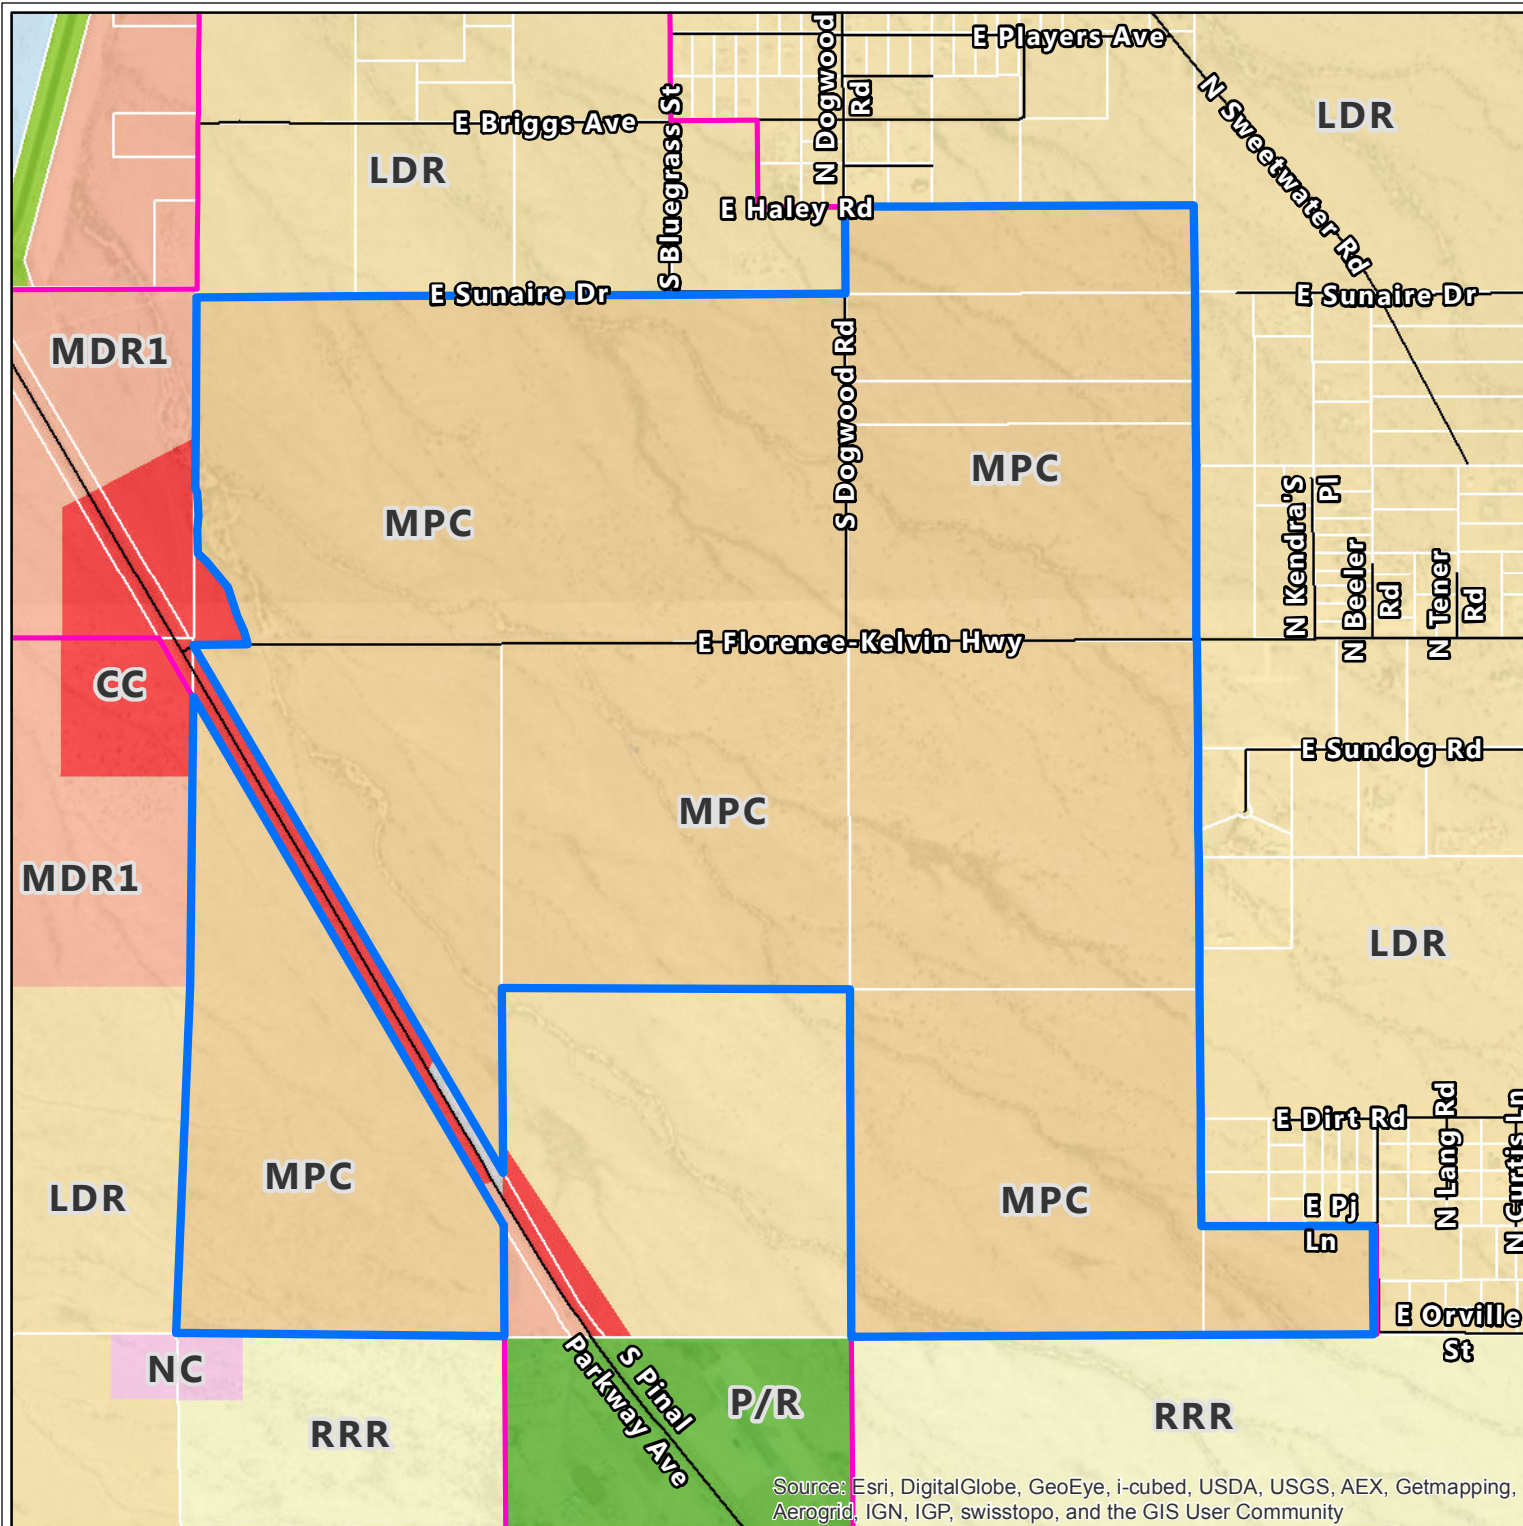 E Players Ave
N Dogwood
Rd
N Sweetwater Rd
LDR
E Briggs Ave
S Bluegrass St
LDR
E Haley Rd
E Sunaire Dr
E Sunaire Dr
MDR1
S Dogwood Rd
MPC
MPC
N Kendra'S
Pl
N Beeler
Rd
N Tener
Rd
E Florence-Kelvin Hwy
CC
E Sundog Rd
MPC
MDR1
LDR
E Dirt Rd
N Lang Rd
N Curtis Ln
MPC
LDR
MPC
E Pj
Ln
E Orville
St
NC
S Pinal
Parkway Ave
P/R
RRR
RRR
Source: Esri, DigitalGlobe, GeoEye, i-cubed, USDA, USGS, AEX, Getmapping,
Aerogrid, IGN, IGP, swisstopo, and the GIS User Community